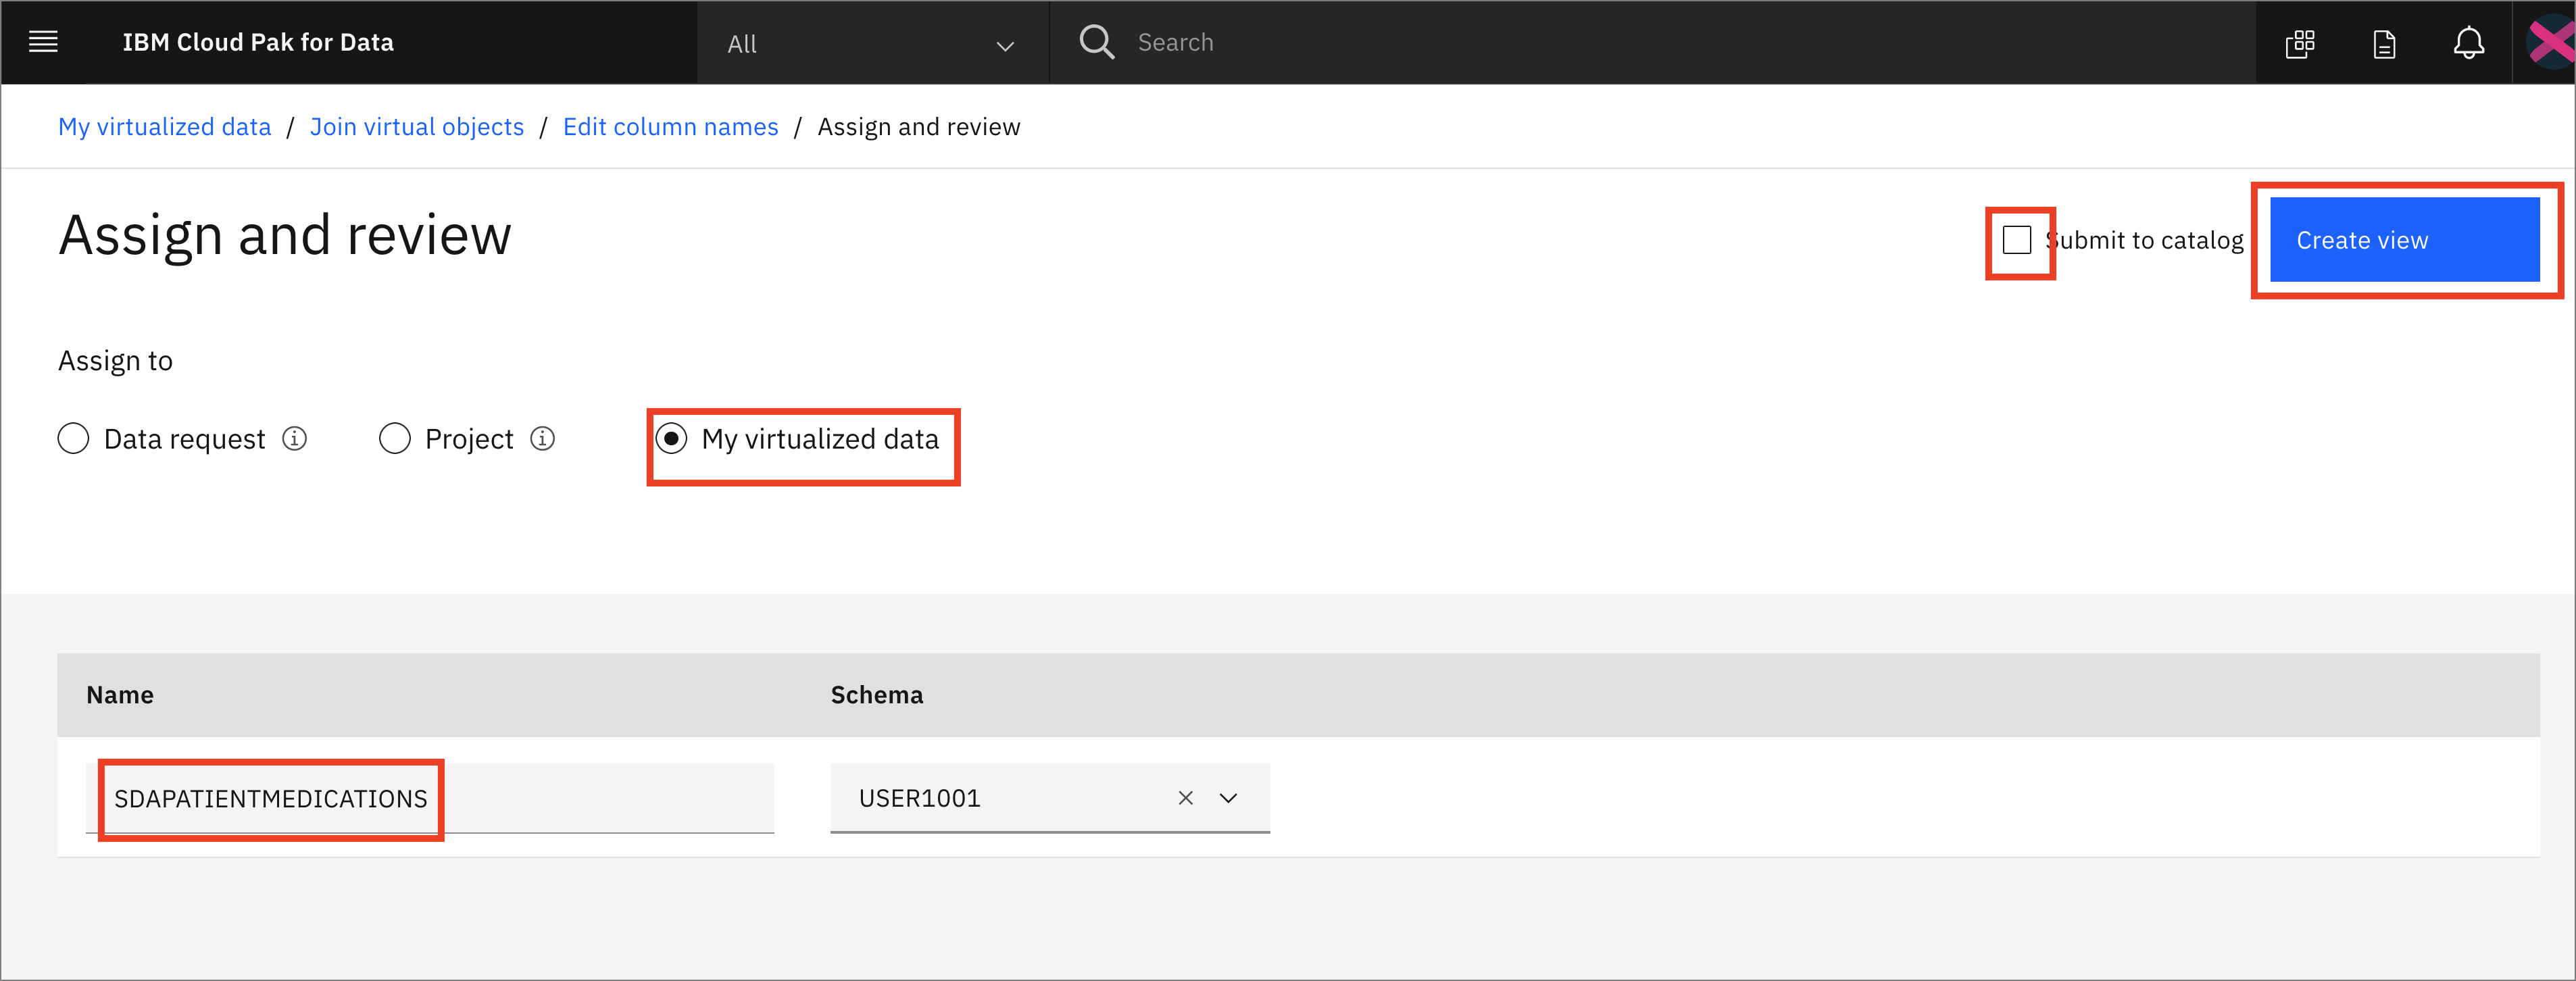 IBM Cloud Pak for Data
All
Search
My virtualized data / Join virtual objects / Edit column names / Assign and review
Assign and review
Submit to catalog
Create view
Assign to
Data request
Project
My virtualized data
Name
Schema
SDAPATIENTMEDICATIONS
USER1001